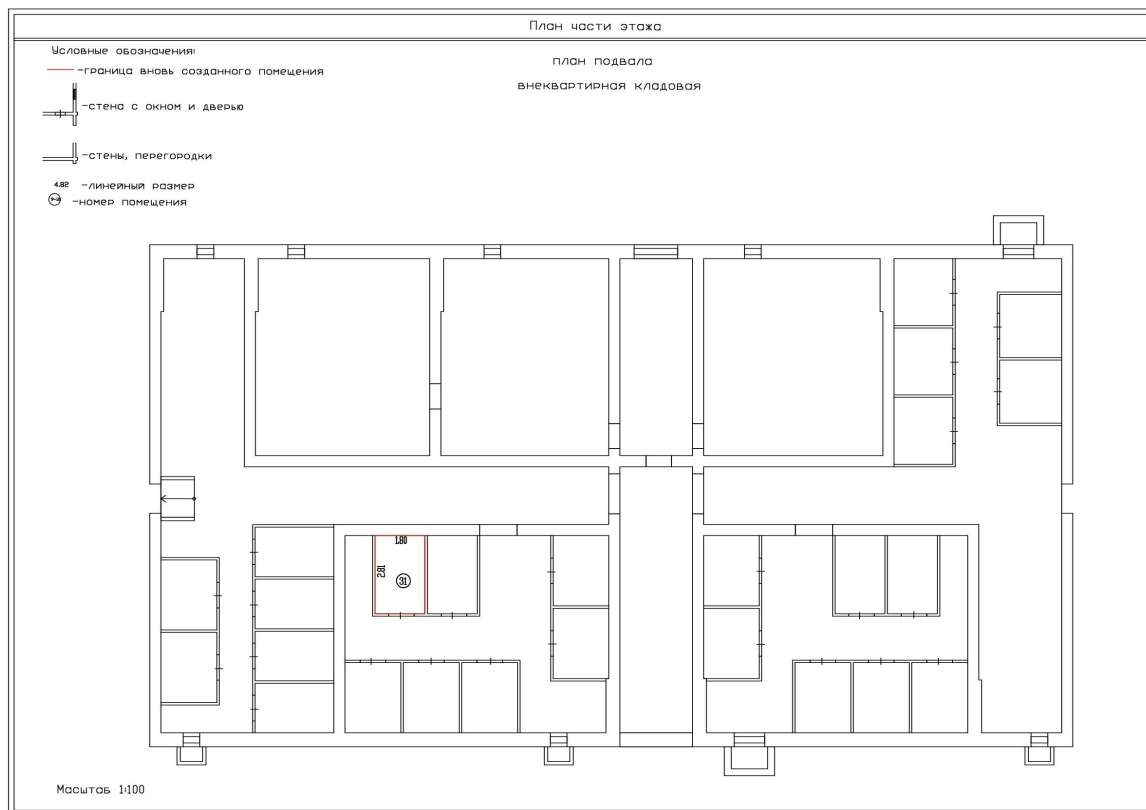 План части этажа
Условные обозначения:
-граница вновь созданного помещения
-стена с окном и дверью
-стены, перегородки
4.82 -линейный размер
-номер помещения
план подвала
внеквартирная кладовая
1.80
2.81
31
Масштаб 1:100